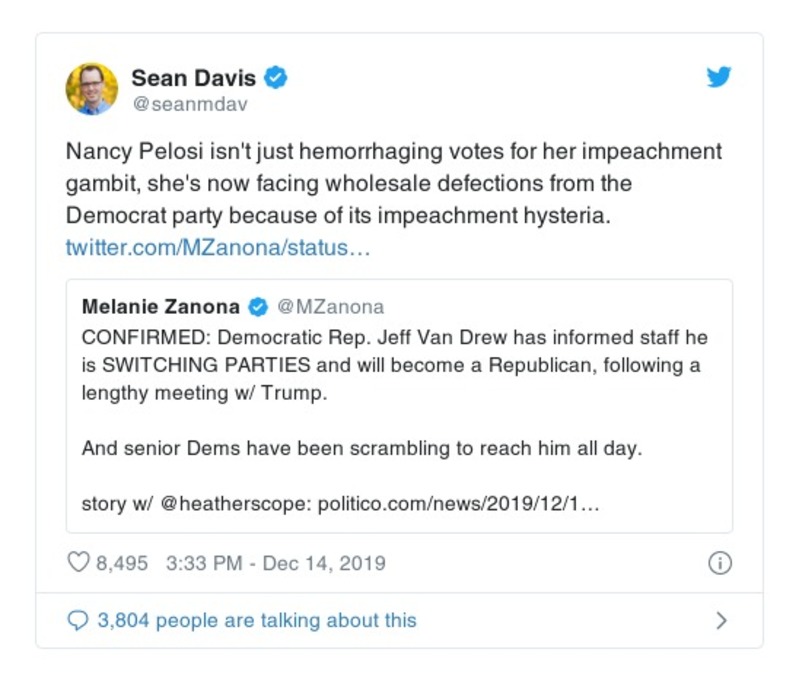 Sean Davis
@seanmdav
Nancy Pelosi isn't just hemorrhaging votes for her impeachment
gambit, she's now facing wholesale defections from the
Democrat party because of its impeachment hysteria.
twitter.com/MZanona/status…
Melanie Zanona @MZanona
CONFIRMED: Democratic Rep. Jeff Van Drew has informed staff he
is SWITCHING PARTIES and will become a Republican, following a
lengthy meeting w/ Trump.
And senior Dems have been scrambling to reach him all day.
story w/ @heatherscope: politico.com/news/2019/12/1…
8,495 3:33 PM - Dec 14, 2019
3,804 people are talking about this